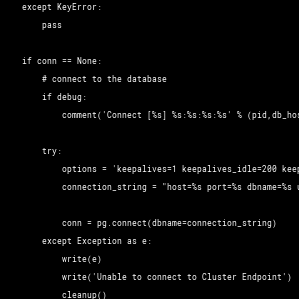 except KeyError:
pass
if conn == None:
# connect to the database
if debug:
comment('Connect [%s] %s:%s:%s:%s' % (pid,db_hos
try:
options = 'keepalives=1 keepalives_idle=200 keep
connection_string = "host=%s port=%s dbname=%s u
conn = pg.connect(dbname=connection_string)
except Exception as e:
write(e)
write('Unable to connect to Cluster Endpoint')
cleanup()